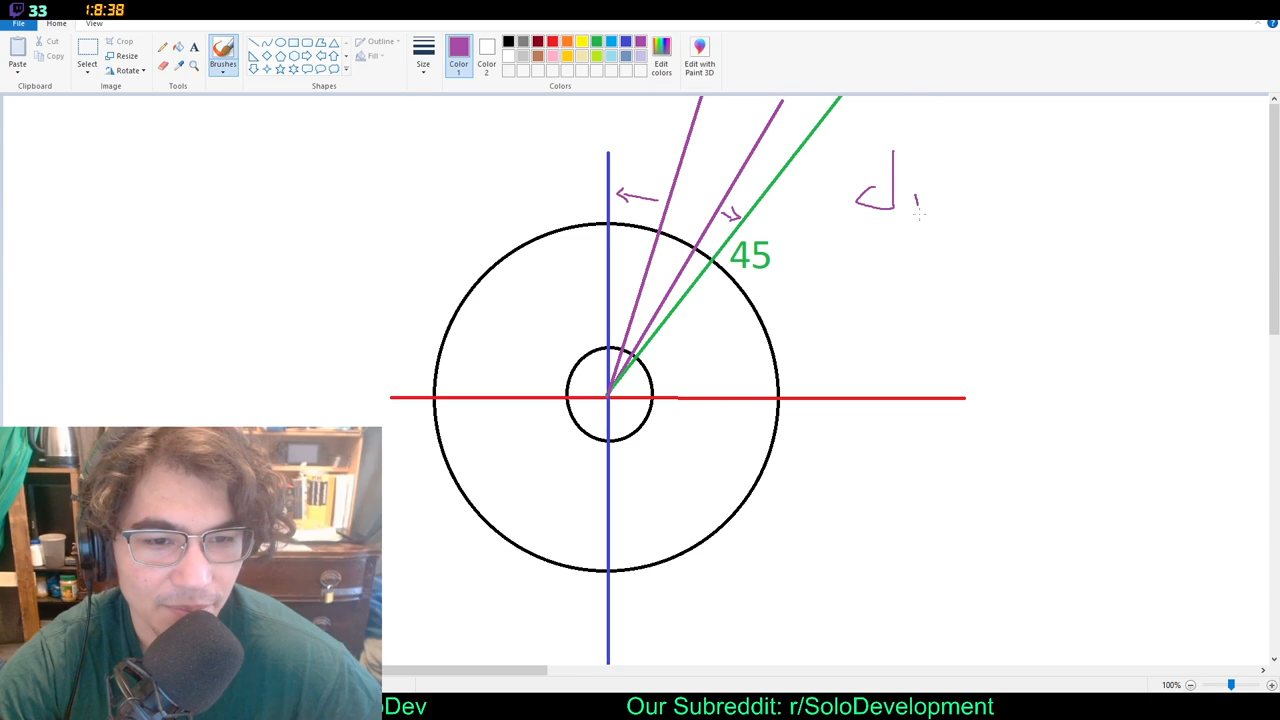 33 1:8:38
File Home View
Paste Cut Copy Select Crop Resize Rotate A Brushes Outline Fill Size Color 1 Color 2 Edit colors Edit with Paint 3D
Clipboard Image Tools Shapes Colors
di
45
100%
oDev Our Subreddit: r/SoloDevelopment